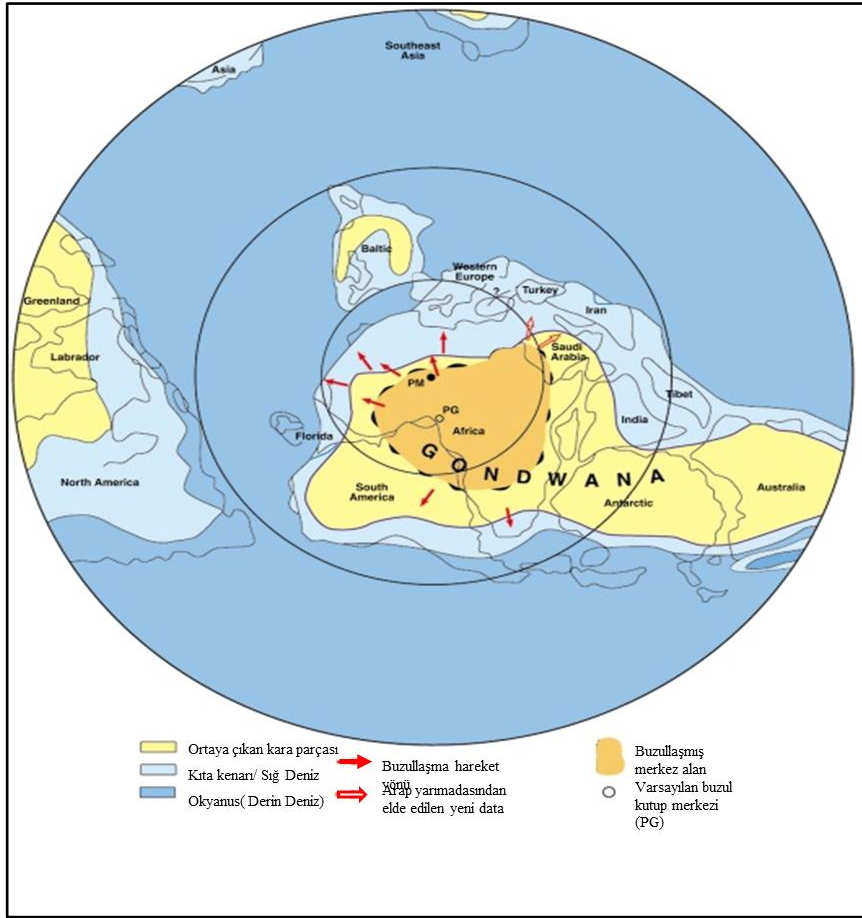 Southeast
Asia
Asia
Baltic
Western
Europe
?
Turkey
Iran
Greenland
Labrador
Saudi
Arabia
PM
Tibet
PG
Africa
India
Florida
GONDWANA
North America
South
America
Antarctic
Australia
Ortaya çıkan kara parçası
Kıta kenarı/ Sığ Deniz
Okyanus( Derin Deniz)
Buzullaşma hareket
yönü
Arap yarımadasından
elde edilen yeni data
Buzullaşmış
merkez alan
Varsayılan buzul
kutup merkezi
(PG)